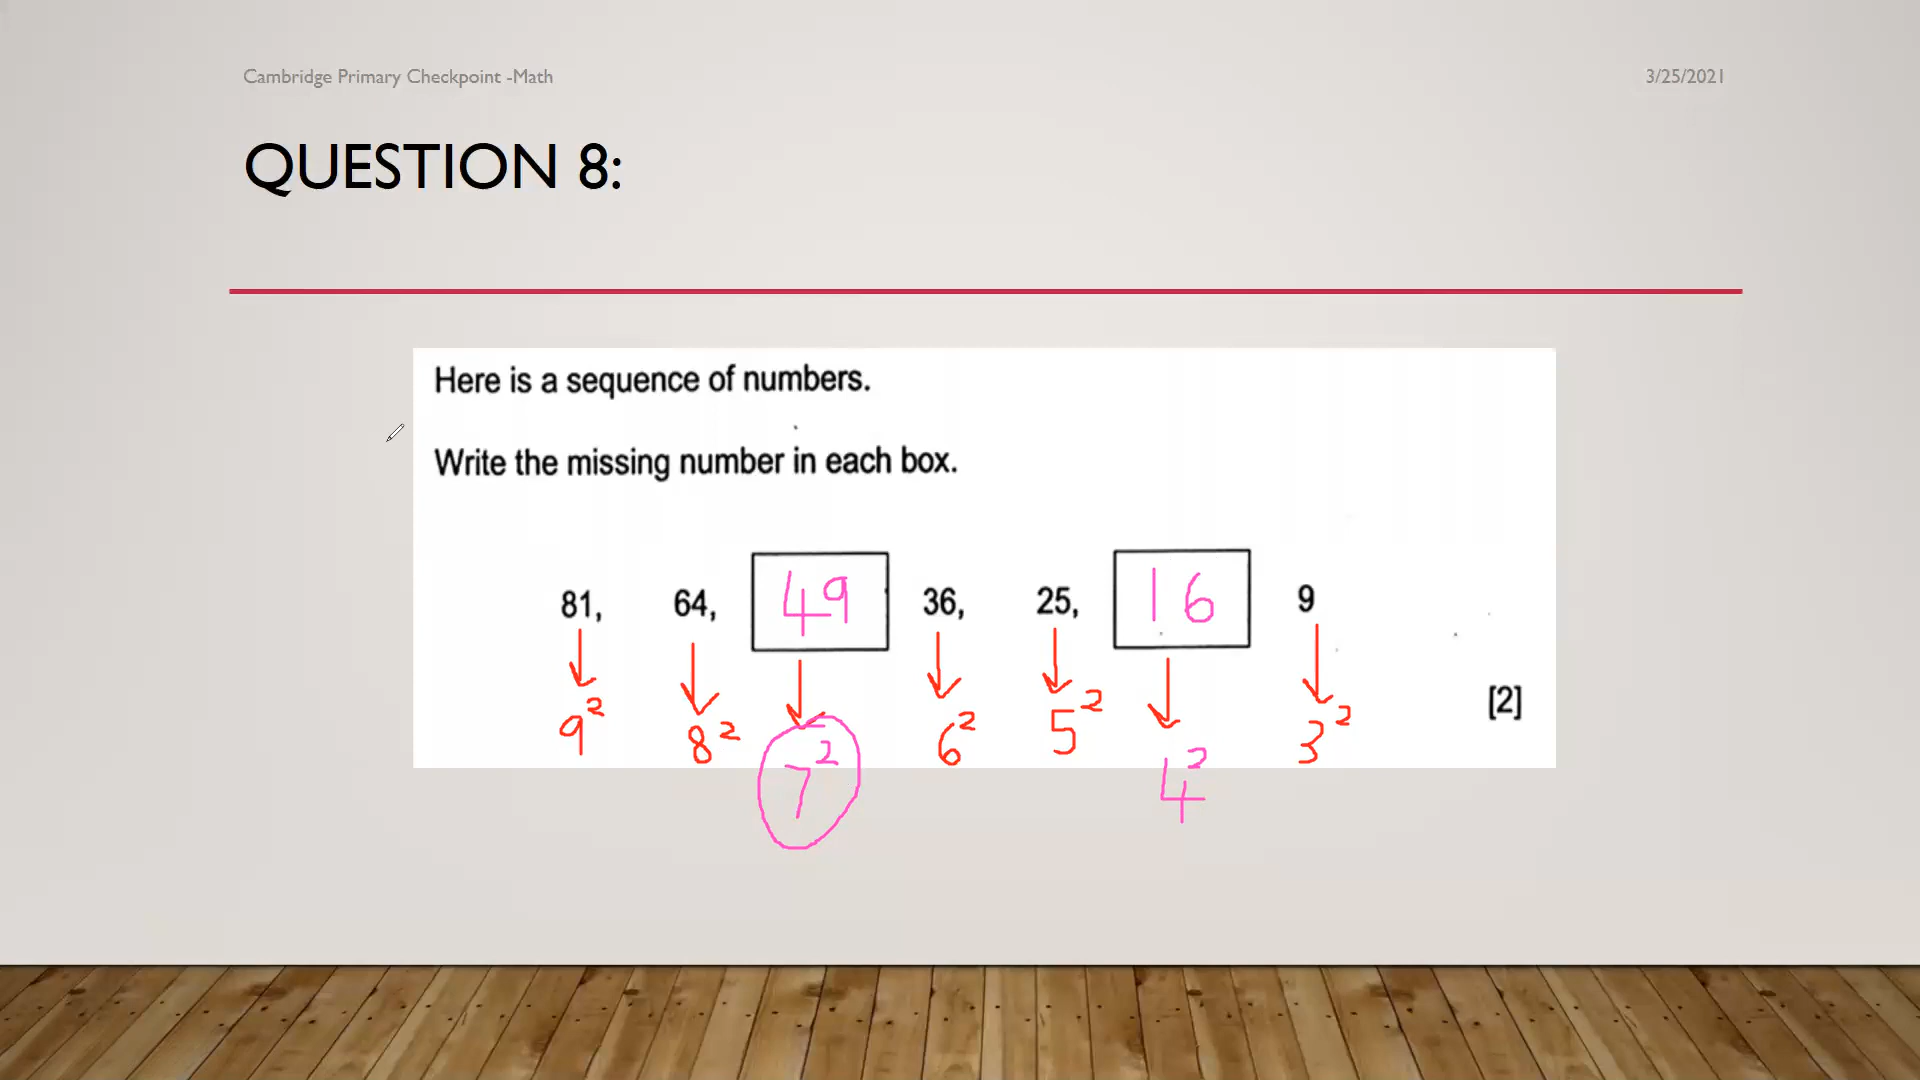 Cambridge Primary Checkpoint -Math
3/25/2021
QUESTION 8:
Here is a sequence of numbers.
Write the missing number in each box.
81, 64, 49 36, 25, 16 9
9² 8² 7² 6² 5² 4² 3²
[2]